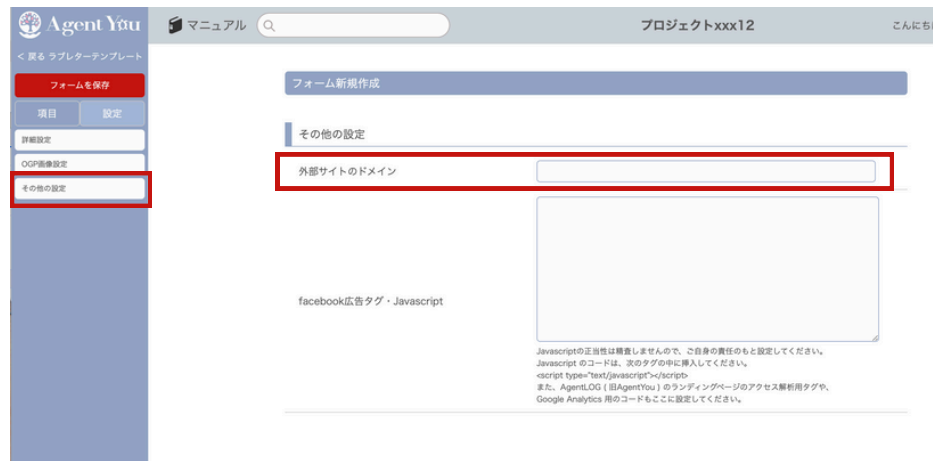 Agent You
マニュアル
プロジェクトxxx12
こんにち
< 戻る ラブレターテンプレート
フォームを保存
項目
設定
詳細設定
OGP画像設定
その他の設定
フォーム新規作成
その他の設定
外部サイトのドメイン
facebook広告タグ・Javascript
Javascriptの正当性は精査しませんので、ご自身の責任のもと設定してください。
Javascript のコードは、次のタグの中に挿入してください。
<script type="text/javascript"></script>
また、AgentLOG ( 旧AgentYou ) のランディングページのアクセス解析用タグや、
Google Analytics 用のコードもここに設定してください。